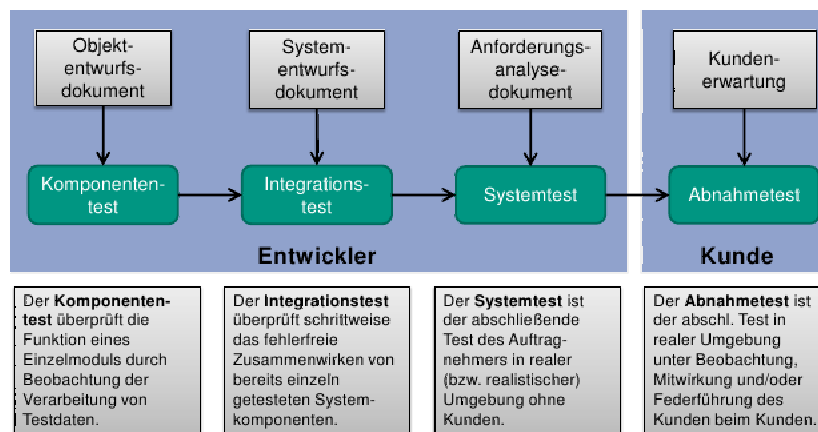 Objekt-
entwurfs-
dokument
System-
entwurfs-
dokument
Anforderungs-
analyse-
dokument
Kunden-
erwartung
Komponenten-
test
Integrations-
test
Systemtest
Abnahmetest
Entwickler
Kunde
Der Komponenten-
test überprüft die
Funktion eines
Einzelmoduls durch
Beobachtung der
Verarbeitung von
Testdaten.
Der Integrationstest
überprüft schrittweise
das fehlerfreie
Zusammenwirken von
bereits einzeln
getesteten System-
komponenten.
Der Systemtest ist
der abschließende
Test des Auftrag-
nehmers in realer
(bzw. realistischer)
Umgebung ohne
Kunden.
Der Abnahmetest ist
der abschl. Test in
realer Umgebung
unter Beobachtung,
Mitwirkung und/oder
Federführung des
Kunden beim Kunden.